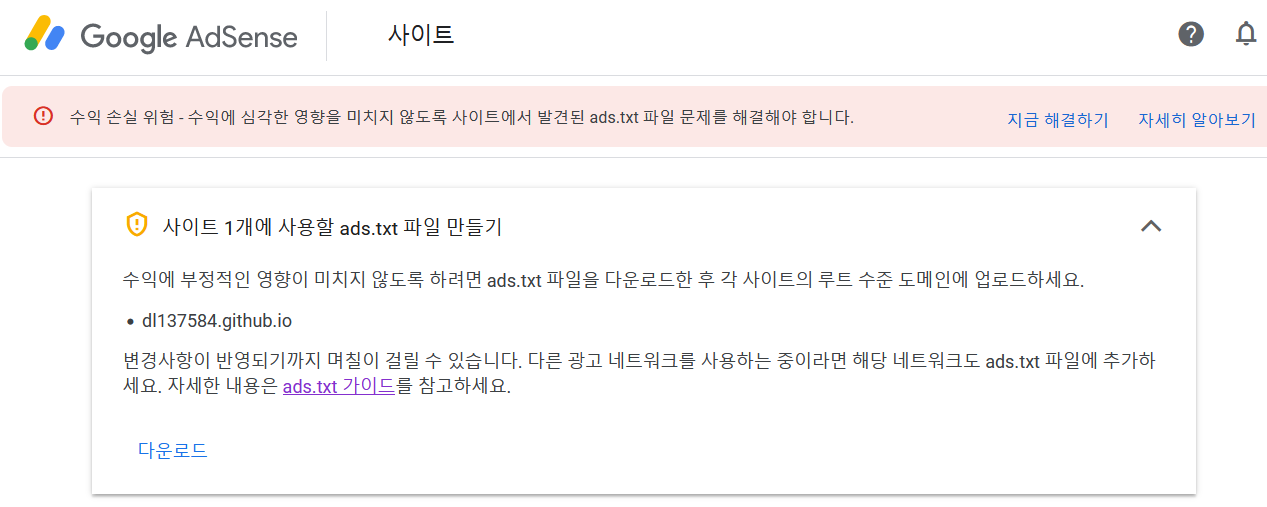 Google AdSense
사이트
수익 손실 위험 - 수익에 심각한 영향을 미치지 않도록 사이트에서 발견된 ads.txt 파일 문제를 해결해야 합니다.
지금 해결하기
자세히 알아보기
사이트 1개에 사용할 ads.txt 파일 만들기
수익에 부정적인 영향이 미치지 않도록 하려면 ads.txt 파일을 다운로드한 후 각 사이트의 루트 수준 도메인에 업로드하세요.
• dl137584.github.io
변경사항이 반영되기까지 며칠이 걸릴 수 있습니다. 다른 광고 네트워크를 사용하는 중이라면 해당 네트워크도 ads.txt 파일에 추가하
세요. 자세한 내용은 ads.txt 가이드를 참고하세요.
다운로드